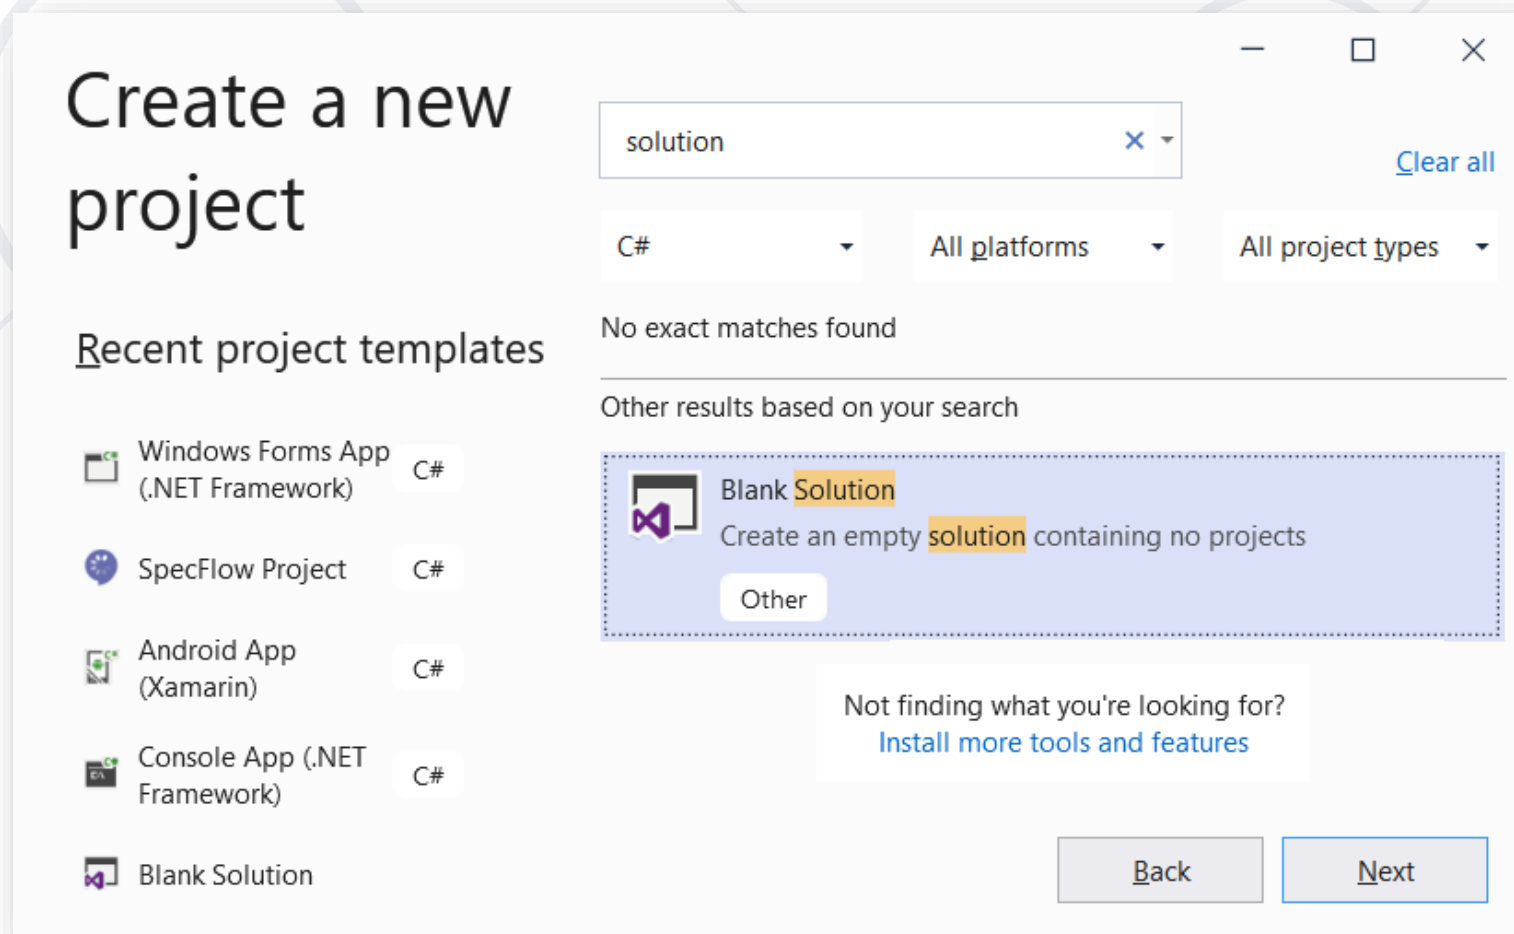 Create a new
project
solution
Clear all
C#
All platforms
All project types
Recent project templates
Windows Forms App
(.NET Framework)
C#
SpecFlow Project
C#
Android App
(Xamarin)
C#
Console App (.NET
Framework)
C#
Blank Solution
No exact matches found
Other results based on your search
Blank Solution
Create an empty solution containing no projects
Other
Not finding what you're looking for?
Install more tools and features
Back
Next